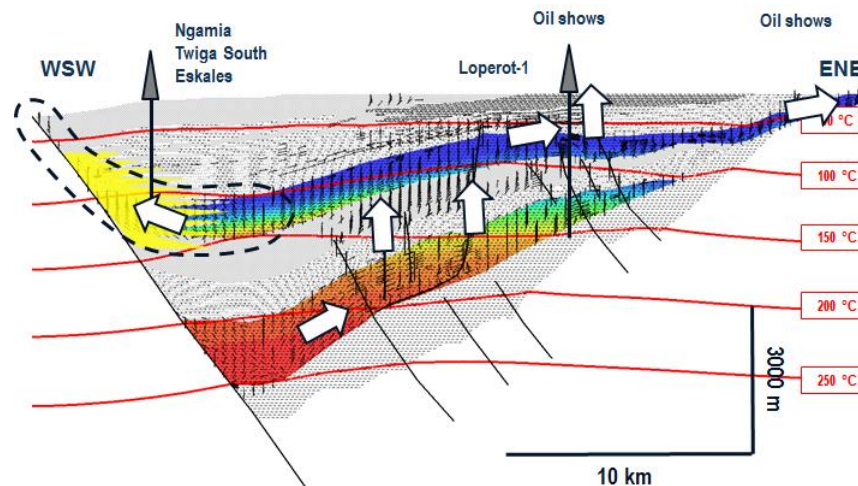 Ngamia
Twiga South
Eskales
Oil shows
Oil shows
WSW
Loperot-1
ENE
100 °C
150 °C
200 °C
250 °C
3000 m
10 km